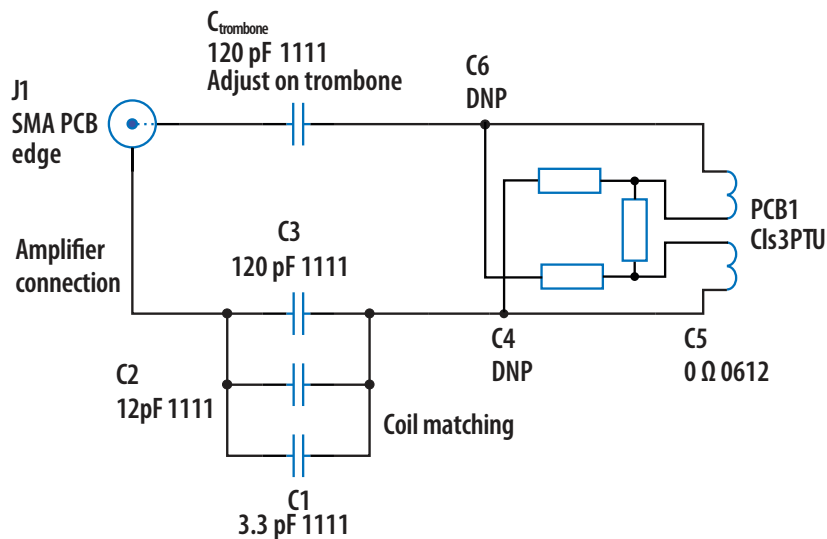 C trombone
120 pF 1111
Adjust on trombone
J1
SMA PCB
edge
C6
DNP
PCB1
Cls3PTU
Amplifier
connection
C3
120 pF 1111
C4
DNP
C5
0 Ω 0612
C2
12pF 1111
Coil matching
C1
3.3 pF 1111